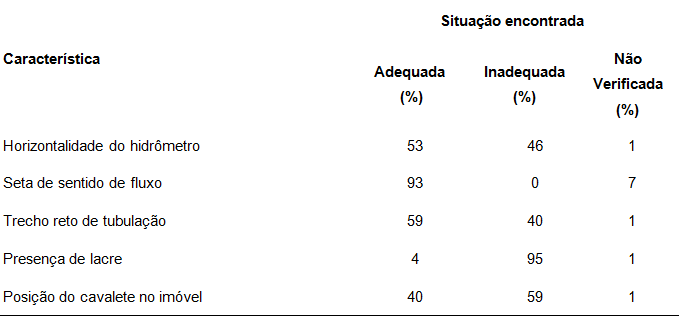 Situação encontrada
Característica
Adequada (%)
Inadequada (%)
Não Verificada (%)
Horizontalidade do hidrômetro 53 46 1
Seta de sentido de fluxo 93 0 7
Trecho reto de tubulação 59 40 1
Presença de lacre 4 95 1
Posição do cavalete no imóvel 40 59 1